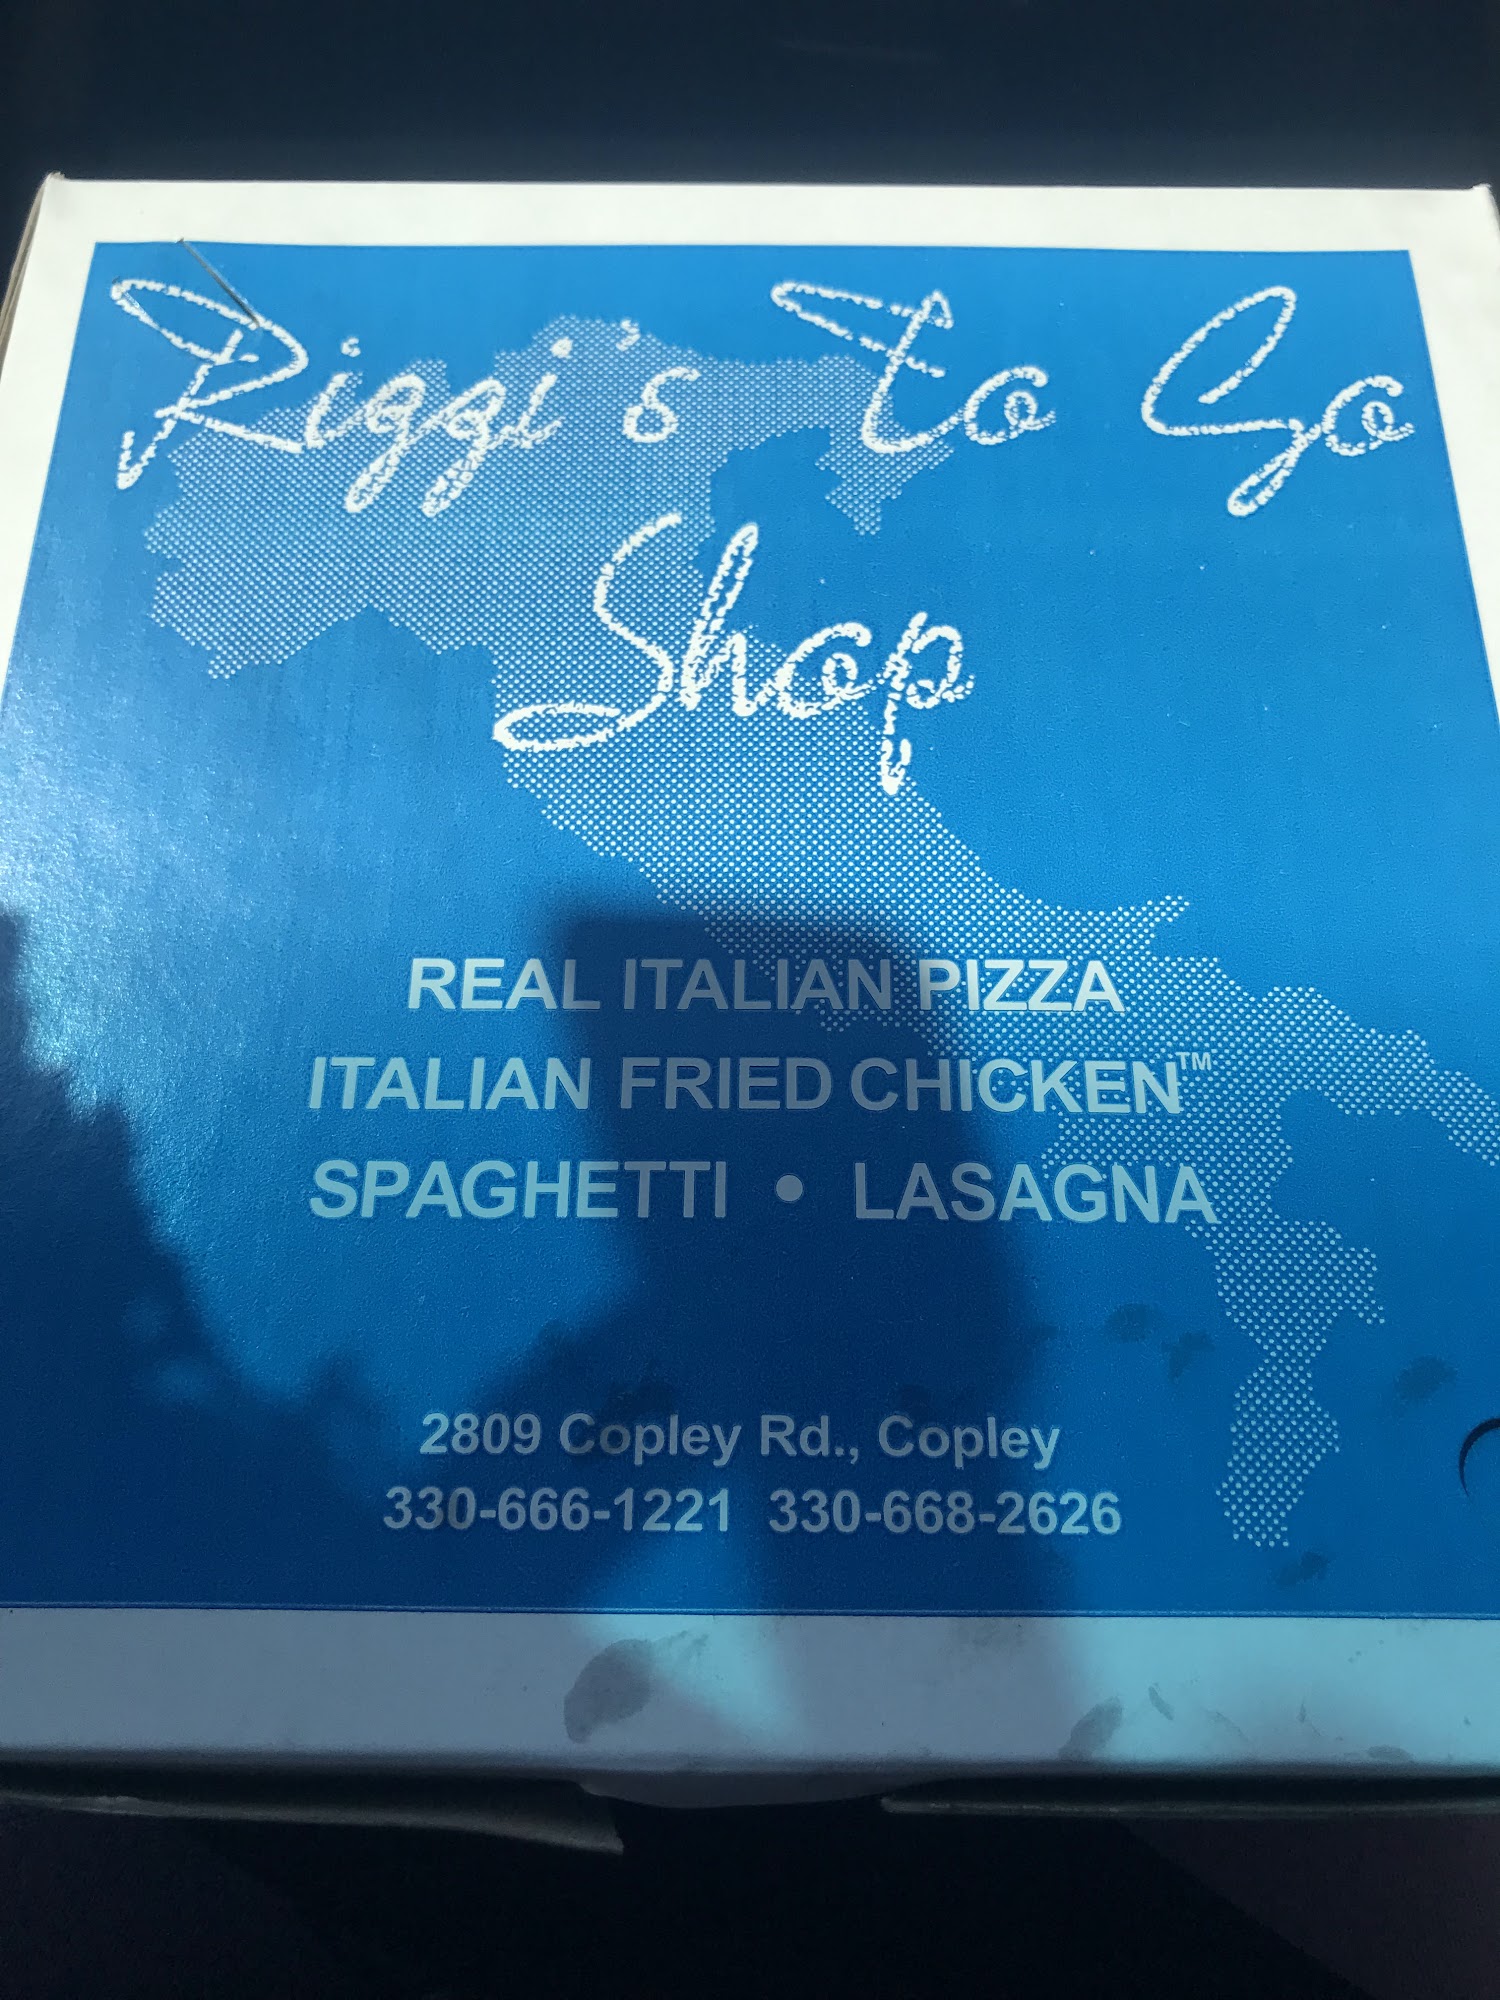 Rizzi's to Go
Shop
REAL ITALIAN PIZZA
ITALIAN FRIED CHICKEN™
SPAGHETTI • LASAGNA
2809 Copley Rd., Copley
330-666-1221 330-668-2626